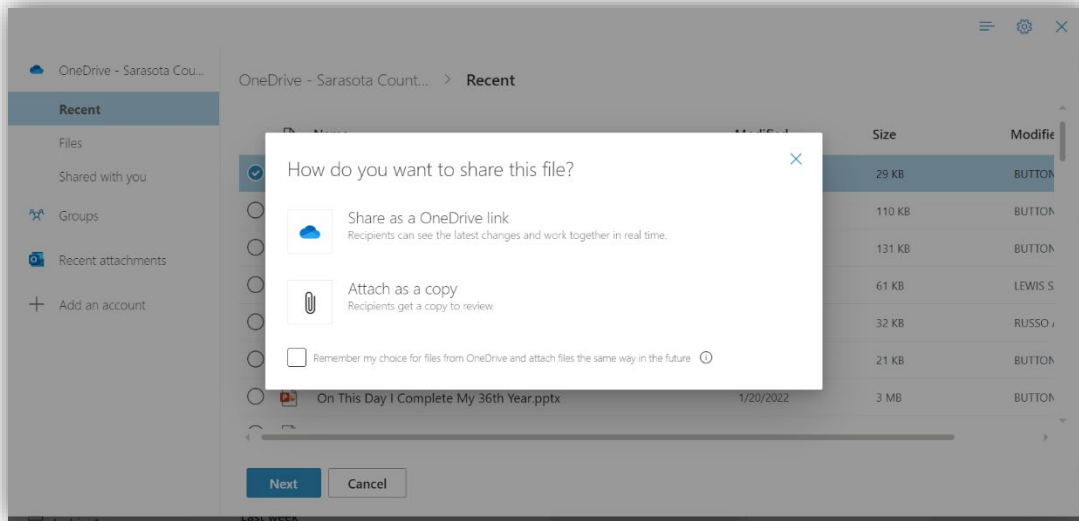 OneDrive - Sarasota Cou...
Recent
Files
Shared with you
Groups
Recent attachments
Add an account
OneDrive - Sarasota Count... > Recent
Name Modified Size Modifie
29 KB BUTTON
110 KB BUTTON
131 KB BUTTON
61 KB LEWIS S
32 KB RUSSO
21 KB BUTTON
On This Day I Complete My 36th Year.pptx 1/20/2022 3 MB BUTTON
How do you want to share this file?
Share as a OneDrive link
Recipients can see the latest changes and work together in real time.
Attach as a copy
Recipients get a copy to review.
Remember my choice for files from OneDrive and attach files the same way in the future
Next Cancel
Last week